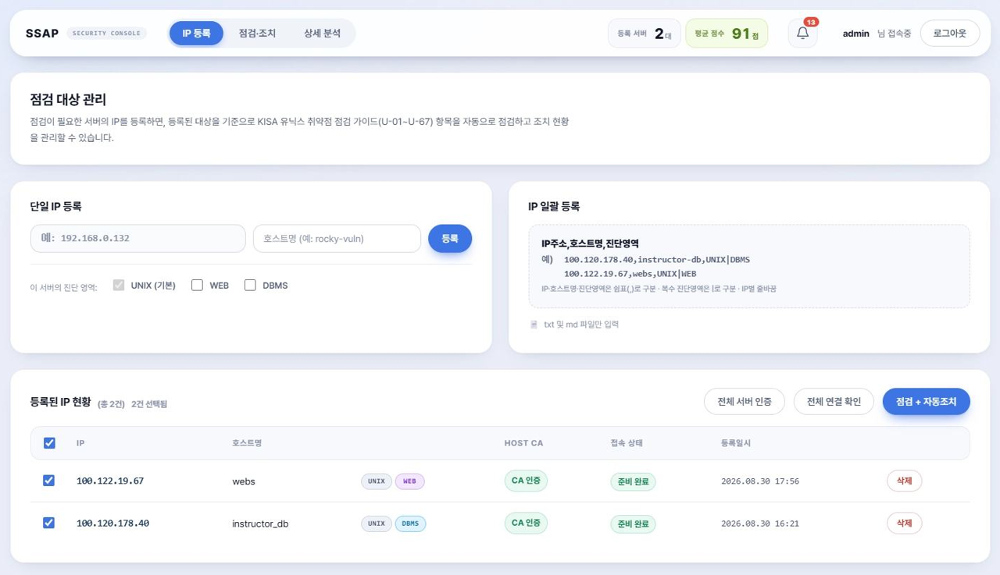 SSAP SECURITY CONSOLE IP 등록 점검·조치 상세 분석 등록 서버 2대 평균 점수 91점 13 admin 님 접속중 로그아웃
점검 대상 관리
점검이 필요한 서버의 IP를 등록하면, 등록된 대상을 기준으로 KISA 유닉스 취약점 점검 가이드(U-01~U-67) 항목을 자동으로 점검하고 조치 현황
을 관리할 수 있습니다.
단일 IP 등록
예: 192.168.0.132 호스트명 (예: rocky-vuln) 등록
이 서버의 진단 영역: UNIX (기본) WEB DBMS
IP 일괄 등록
IP주소,호스트명,진단영역
예) 100.120.178.40,instructor-db,UNIX|DBMS
100.122.19.67,webs,UNIX|WEB
IP·호스트명·진단영역은 쉼표(,)로 구분 · 복수 진단영역은 |로 구분 · IP별 줄바꿈
txt 및 md 파일만 입력
등록된 IP 현황 (총 2건) 2건 선택됨 전체 서버 인증 전체 연결 확인 점검 + 자동조치
IP 호스트명 HOST CA 접속 상태 등록일시
100.122.19.67 webs UNIX WEB CA 인증 준비 완료 2026.08.30 17:56 삭제
100.120.178.40 instructor_db UNIX DBMS CA 인증 준비 완료 2026.08.30 16:21 삭제